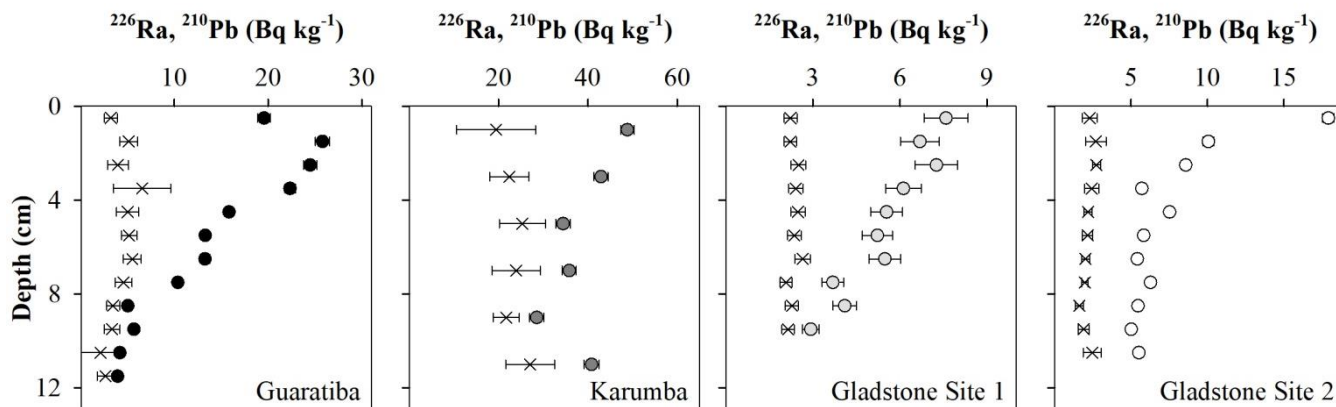 ²²⁶Ra, ²¹⁰Pb (Bq kg⁻¹) ²²⁶Ra, ²¹⁰Pb (Bq kg⁻¹) ²²⁶Ra, ²¹⁰Pb (Bq kg⁻¹) ²²⁶Ra, ²¹⁰Pb (Bq kg⁻¹)
10 20 30 20 40 60 3 6 9 5 10 15
0
4
Depth (cm)
8
12
Guaratiba Karumba Gladstone Site 1 Gladstone Site 2